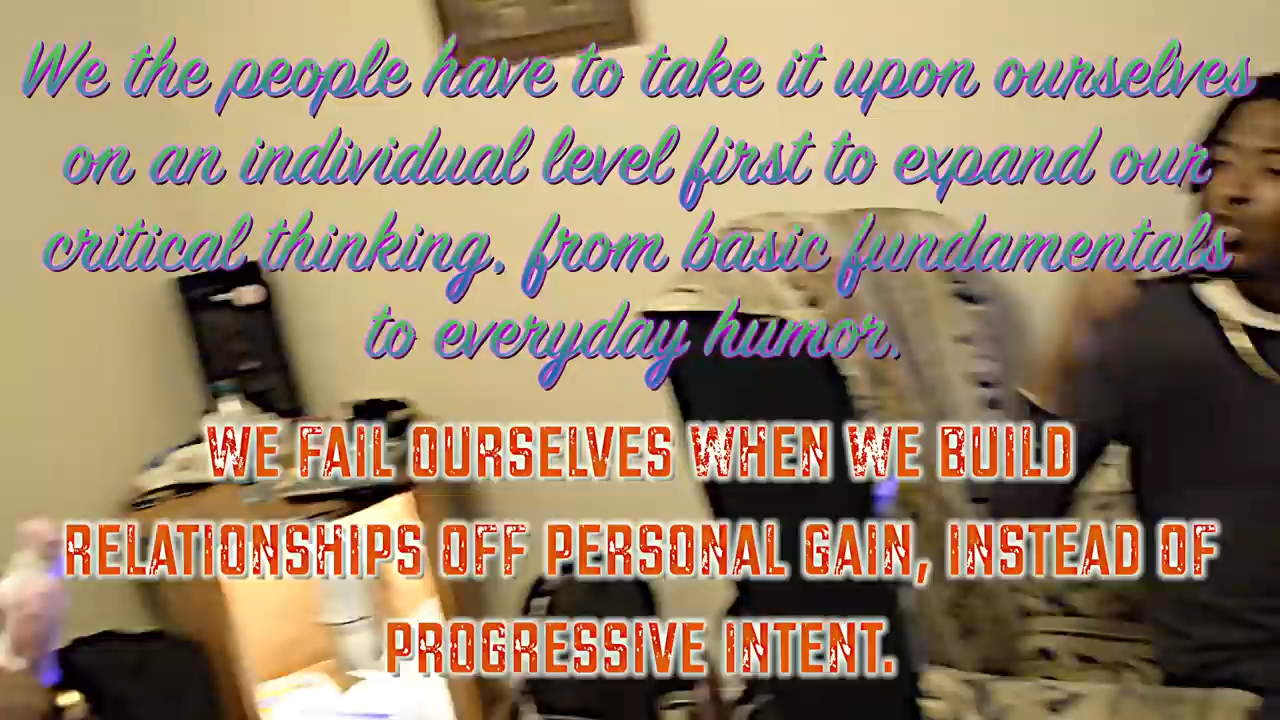 We the people have to take it upon ourselves
on an individual level first to expand our
critical thinking. from basic fundamentals
to everyday humor.
WE FAIL OURSELVES WHEN WE BUILD
RELATIONSHIPS OFF PERSONAL GAIN, INSTEAD OF
PROGRESSIVE INTENT.